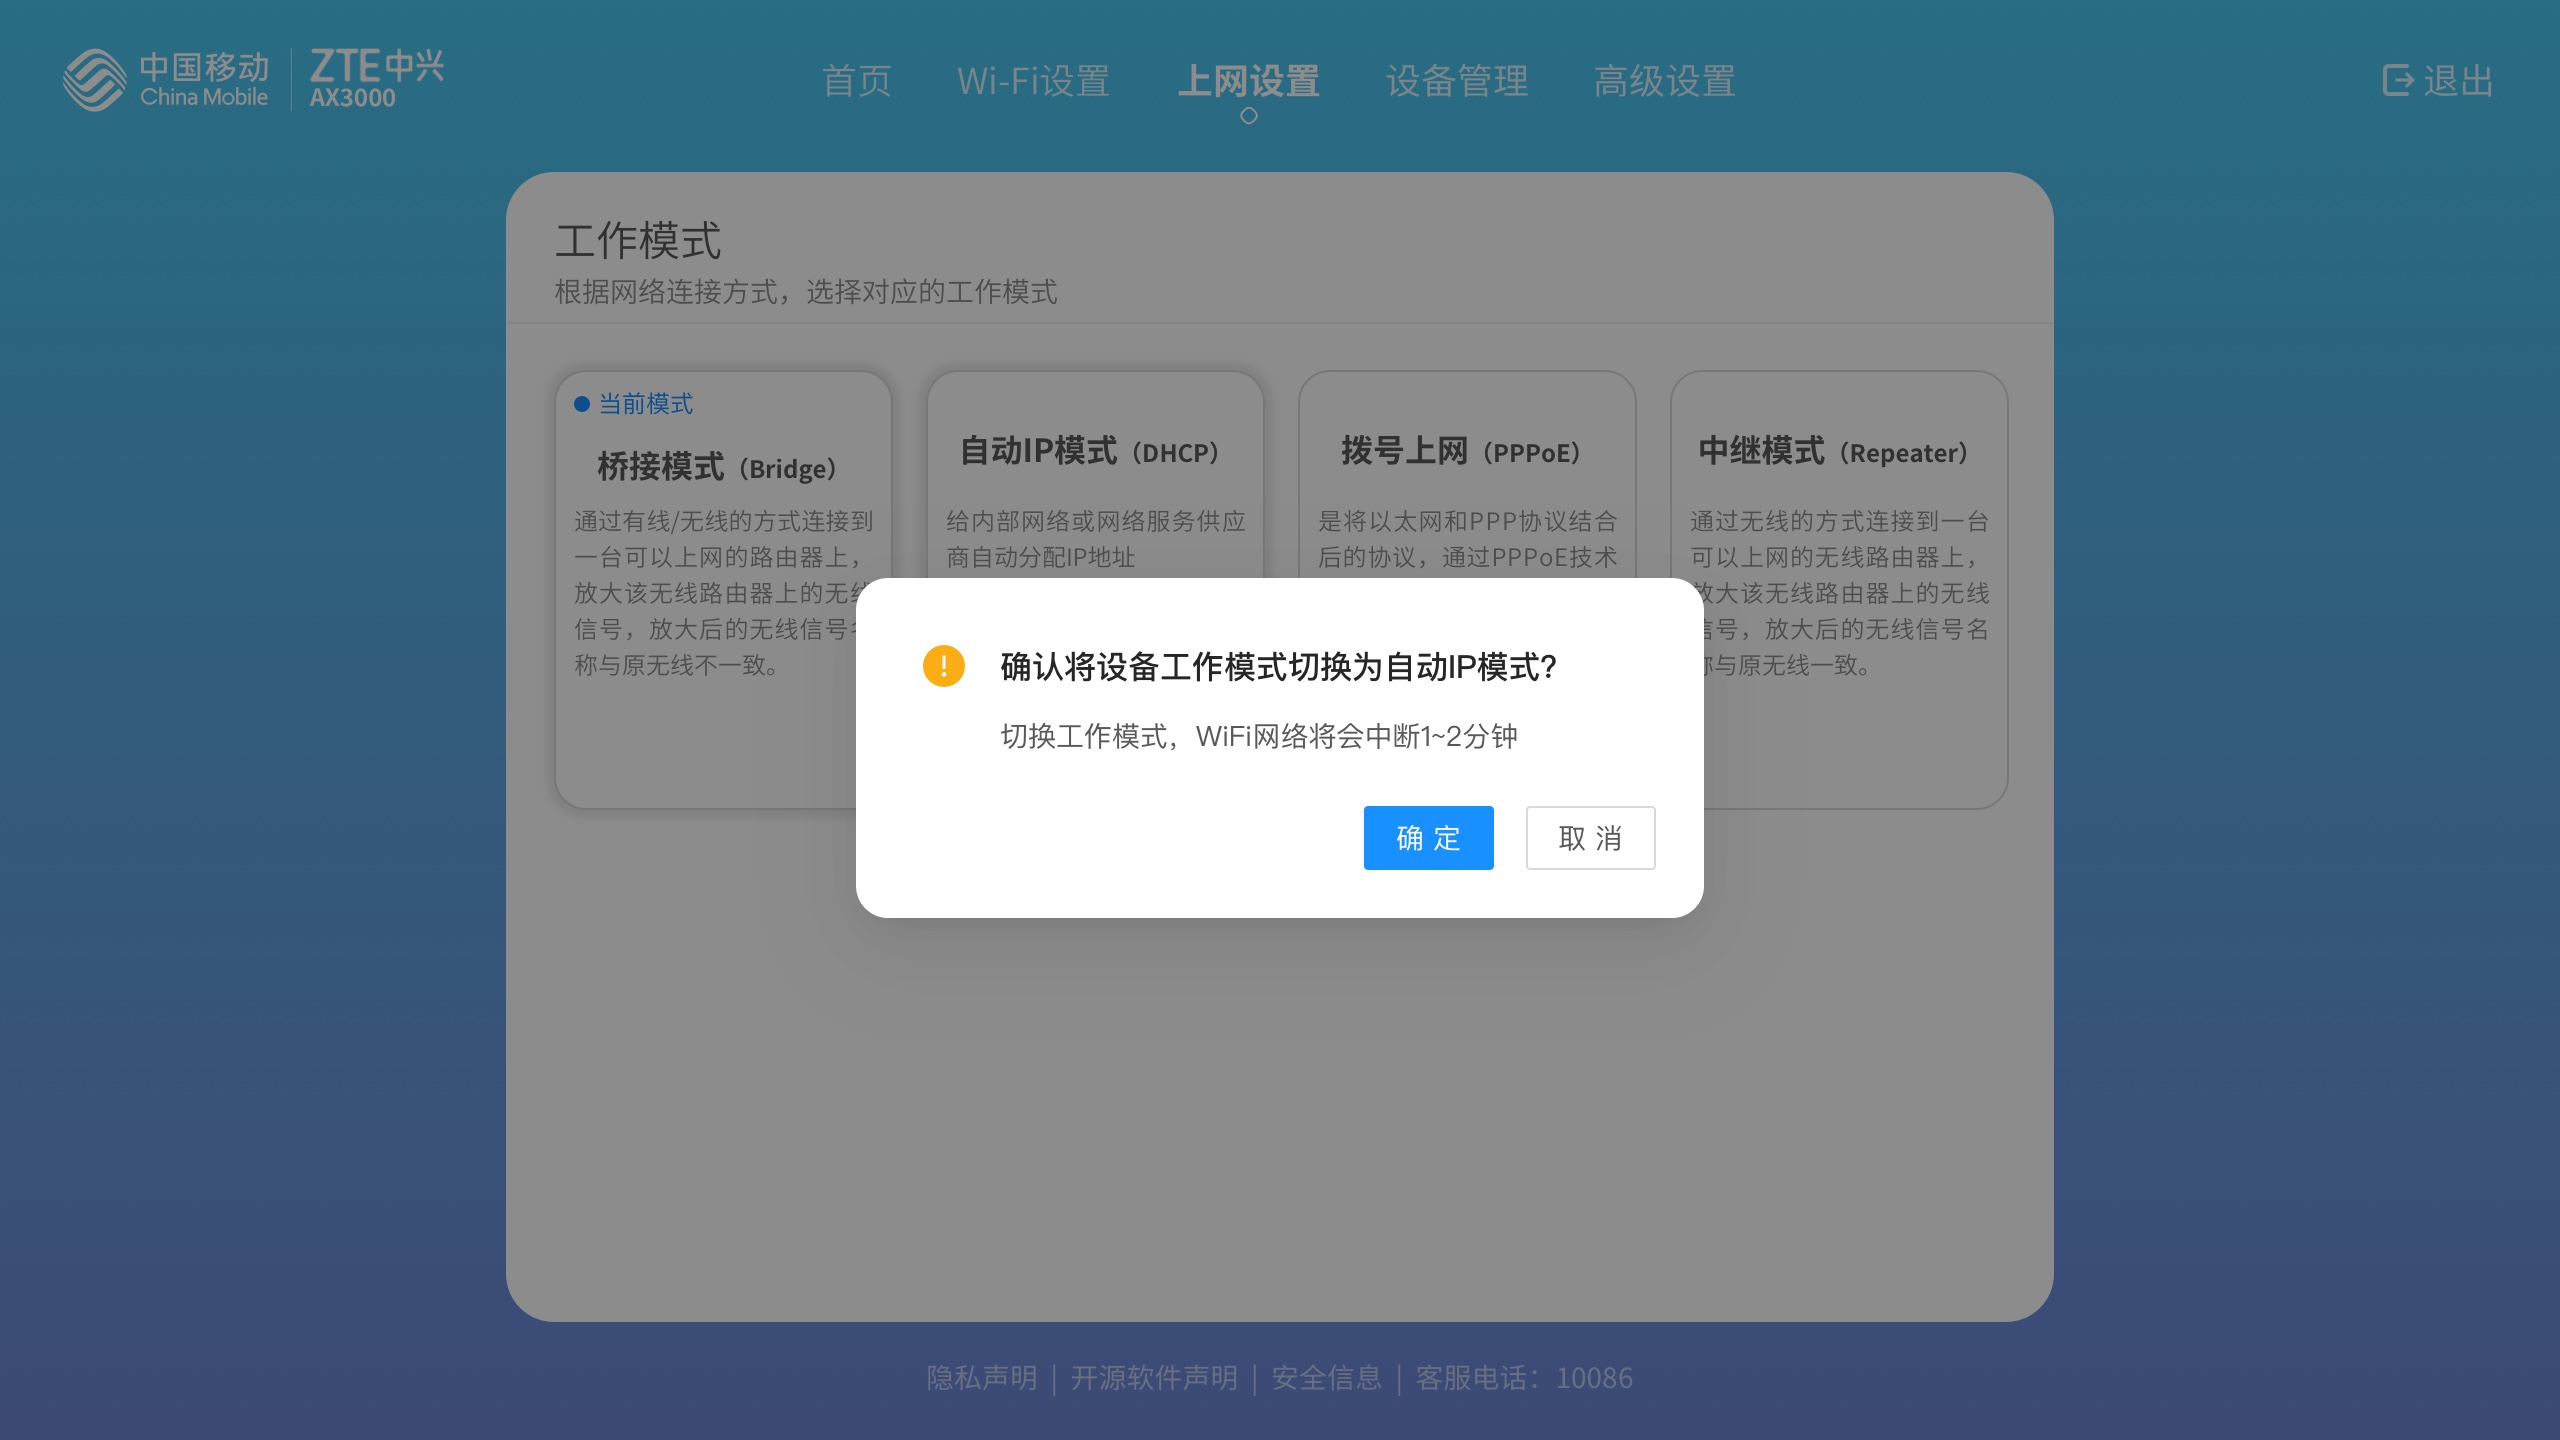 中国移动
China Mobile
ZTE中兴
AX3000
首页
Wi-Fi设置
上网设置
设备管理
高级设置
退出
工作模式
根据网络连接方式，选择对应的工作模式
当前模式
桥接模式（Bridge）
通过有线/无线的方式连接到
一台可以上网的路由器上，
放大该无线路由器上的无线
信号，放大后的无线信号
称与原无线不一致。
自动IP模式（DHCP）
给内部网络或网络服务供应
商自动分配IP地址
拨号上网（PPPoE）
是将以太网和PPP协议结合
后的协议，通过PPPoE技术
中继模式（Repeater）
通过无线的方式连接到一台
可以上网的无线路由器上，
放大该无线路由器上的无线
信号，放大后的无线信号名
称与原无线一致。
确认将设备工作模式切换为自动IP模式？
切换工作模式，WiFi网络将会中断1~2分钟
确 定
取 消
隐私声明 | 开源软件声明 | 安全信息 | 客服电话：10086